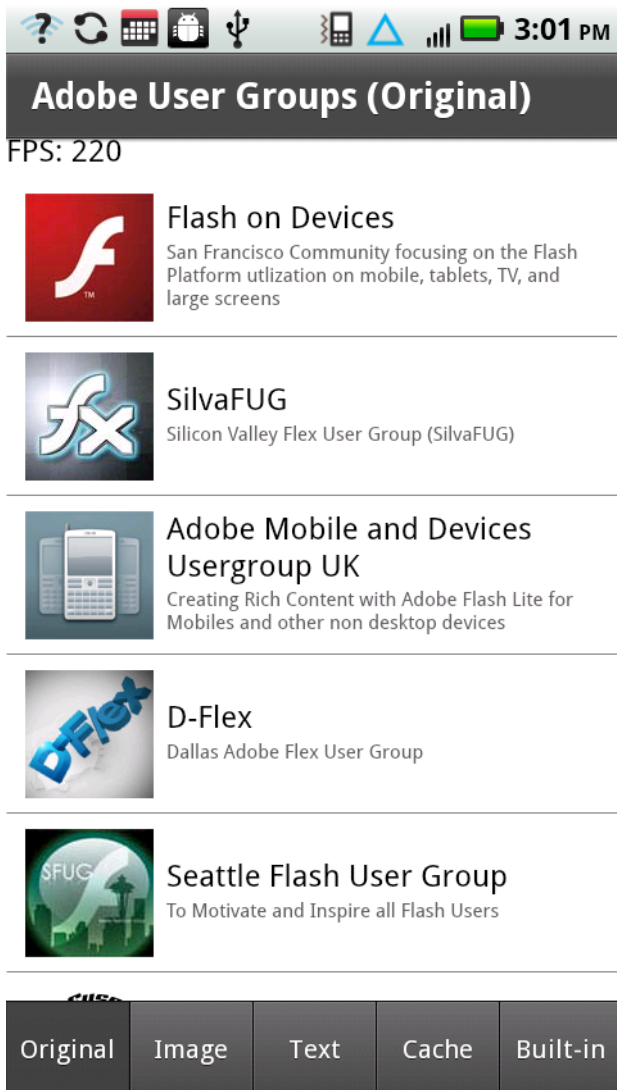 3:01 PM
Adobe User Groups (Original)
FPS: 220
Flash on Devices
San Francisco Community focusing on the Flash
Platform utlization on mobile, tablets, TV, and
large screens
TM
SilvaFUG
Silicon Valley Flex User Group (SilvaFUG)
fx
Adobe Mobile and Devices
Usergroup UK
Creating Rich Content with Adobe Flash Lite for
Mobiles and other non desktop devices
D-Flex
D-Flex
Dallas Adobe Flex User Group
SFUG
Seattle Flash User Group
To Motivate and Inspire all Flash Users
Original Image Text Cache Built-in